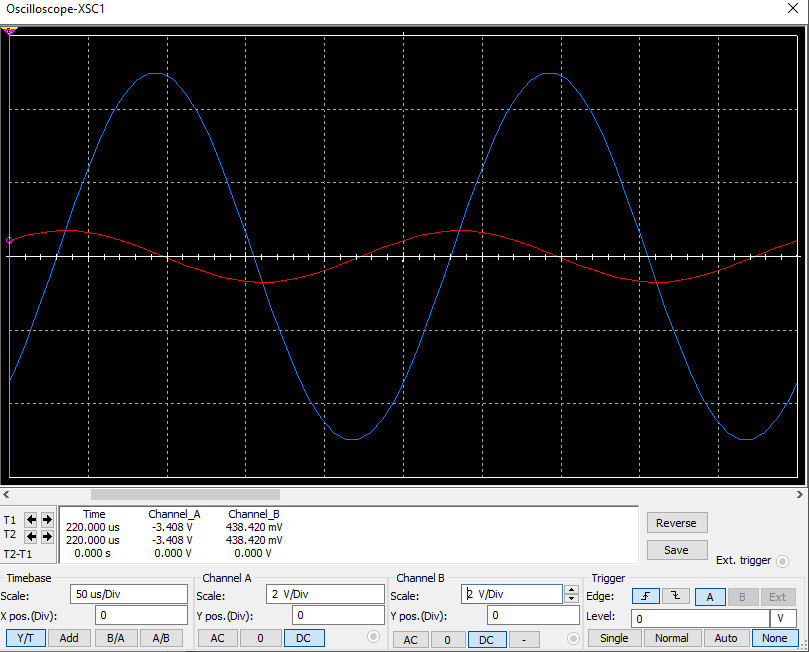 Oscilloscope-XSC1
Time Channel_A Channel_B
T1 220.000 us -3.408 V 438.420 mV
T2 220.000 us -3.408 V 438.420 mV
T2-T1 0.000 s 0.000 V 0.000 V
Reverse
Save
Ext. trigger
Timebase
Scale: 50 us/Div
X pos.(Div): 0
Y/T Add B/A A/B
Channel A
Scale: 2 V/Div
Y pos.(Div): 0
AC 0 DC
Channel B
Scale: 2 V/Div
Y pos.(Div): 0
AC 0 DC -
Trigger
Edge: A B Ext
Level: 0 V
Single Normal Auto None